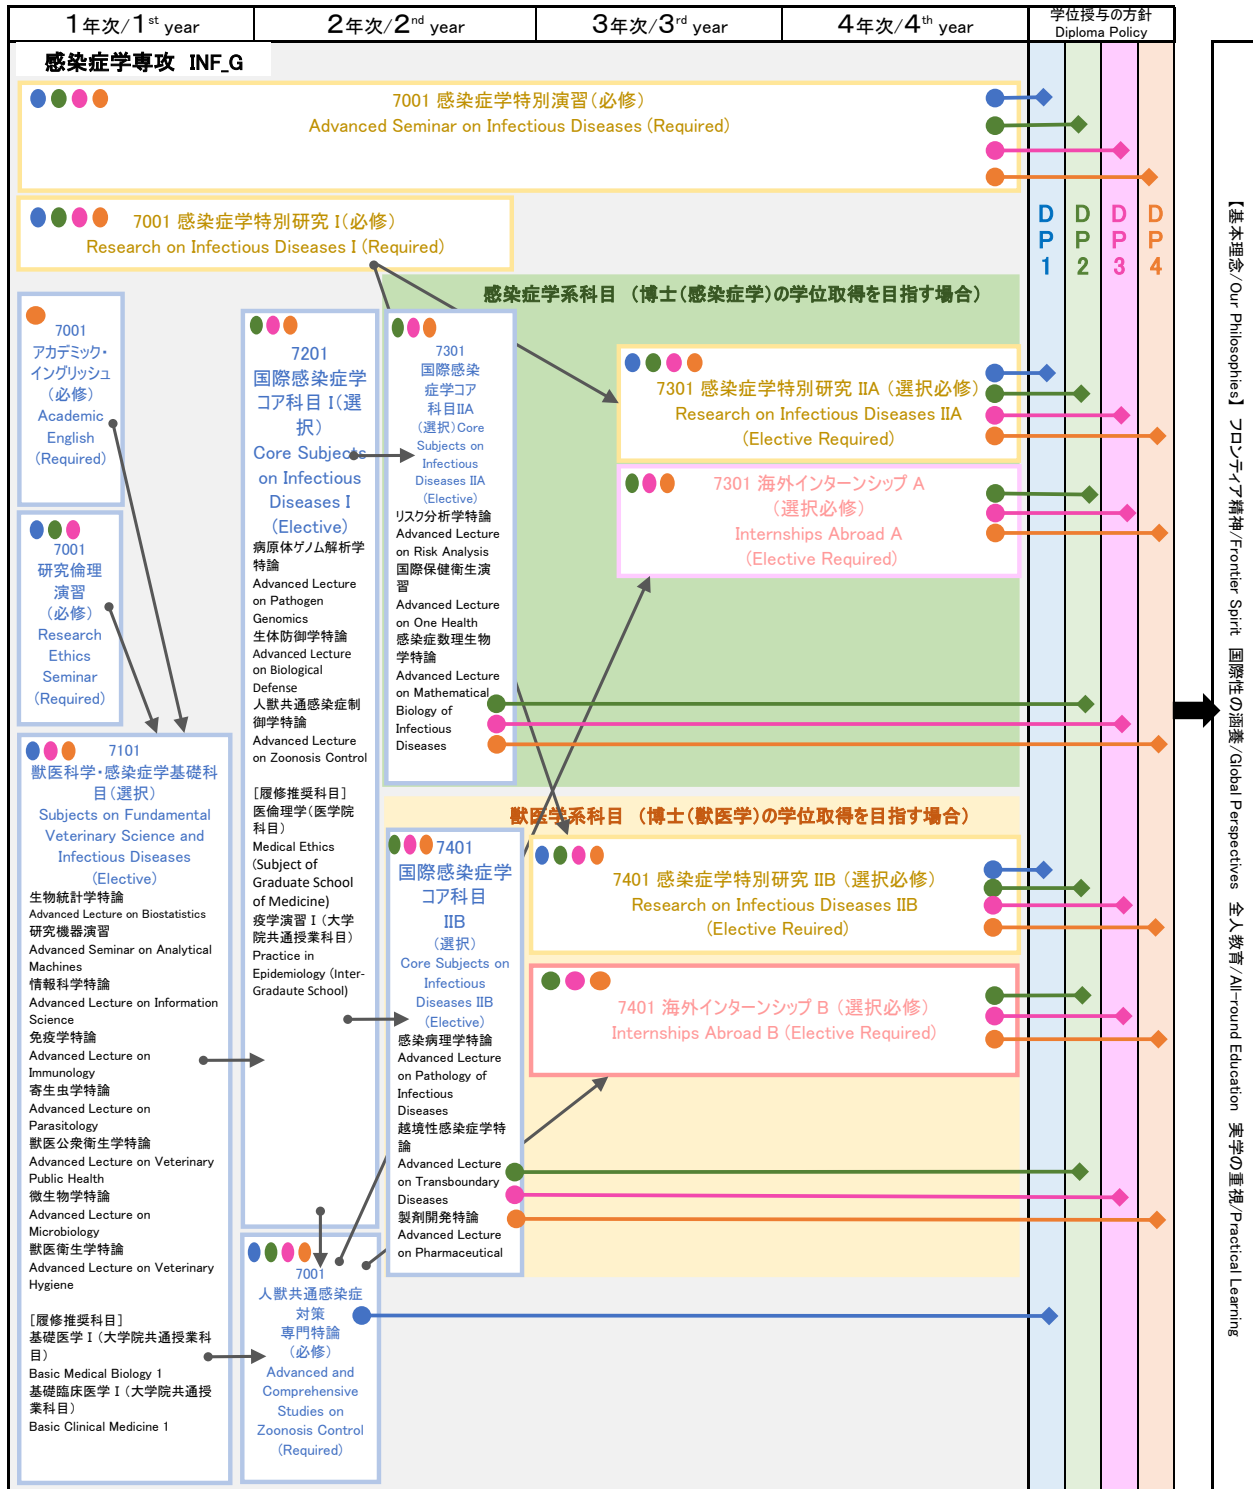 1年次/1st year
2年次/2nd year
3年次/3rd year
4年次/4th year
学位授与の方針
Diploma Policy
感染症学専攻 INF_G
7001 感染症学特別演習(必修)
Advanced Seminar on Infectious Diseases (Required)
7001 感染症学特別研究 I(必修)
Research on Infectious Diseases I (Required)
DP1
DP2
DP3
DP4
感染症学系科目 (博士(感染症学)の学位取得を目指す場合)
7001
アカデミック・
イングリッシュ
(必修)
Academic
English
(Required)
7001
研究倫理
演習
(必修)
Research
Ethics
Seminar
(Required)
7101
獣医科学・感染症学基礎科
目(選択)
Subjects on Fundamental
Veterinary Science and
Infectious Diseases
(Elective)
生物統計学特論
Advanced Lecture on Biostatistics
研究機器演習
Advanced Seminar on Analytical
Machines
情報科学特論
Advanced Lecture on Information
Science
免疫学特論
Advanced Lecture on
Immunology
寄生虫学特論
Advanced Lecture on
Parasitology
獣医公衆衛生学特論
Advanced Lecture on Veterinary
Public Health
微生物学特論
Advanced Lecture on
Microbiology
獣医衛生学特論
Advanced Lecture on Veterinary
Hygiene
[履修推奨科目]
基礎医学 I (大学院共通授業科
目)
Basic Medical Biology 1
基礎臨床医学 I (大学院共通授
業科目)
Basic Clinical Medicine 1
7201
国際感染症学
コア科目 I(選
択)
Core Subjects
on Infectious
Diseases I
(Elective)
病原体ゲノム解析学
特論
Advanced Lecture
on Pathogen
Genomics
生体防御学特論
Advanced Lecture
on Biological
Defense
人獣共通感染症制
御学特論
Advanced Lecture
on Zoonosis Control
[履修推奨科目]
医倫理学(医学院
科目)
Medical Ethics
(Subject of
Graduate School
of Medicine)
疫学演習 I (大学
院共通授業科目)
Practice in
Epidemiology (Inter-
Gradaute School)
7001
人獣共通感染症
対策
専門特論
(必修)
Advanced and
Comprehensive
Studies on
Zoonosis Control
(Required)
7301
国際感染
症学コア
科目IIA
(選択)Core
Subjects on
Infectious
Diseases IIA
(Elective)
リスク分析学特論
Advanced Lecture
on Risk Analysis
国際保健衛生演
習
Advanced Lecture
on One Health
感染症数理生物
学特論
Advanced Lecture
on Mathematical
Biology of
Infectious
Diseases
7301 感染症学特別研究 IIA (選択必修)
Research on Infectious Diseases IIA
(Elective Required)
7301 海外インターンシップ A
(選択必修)
Internships Abroad A
(Elective Required)
獣医学系科目 (博士(獣医学)の学位取得を目指す場合)
7401
国際感染症学
コア科目
IIB
(選択)
Core Subjects on
Infectious
Diseases IIB
(Elective)
感染病理学特論
Advanced Lecture
on Pathology of
Infectious
Diseases
越境性感染症学特
論
Advanced Lecture
on Transboundary
Diseases
製剤開発特論
Advanced Lecture
on Pharmaceutical
7401 感染症学特別研究 IIB (選択必修)
Research on Infectious Diseases IIB
(Elective Reuired)
7401 海外インターンシップ B (選択必修)
Internships Abroad B (Elective Required)
【基本理念/Our Philosophies】 フロンティア精神/Frontier Spirit 国際性の涵養/Global Perspectives 全人教育/All-round Education 実学の重視/Practical Learning